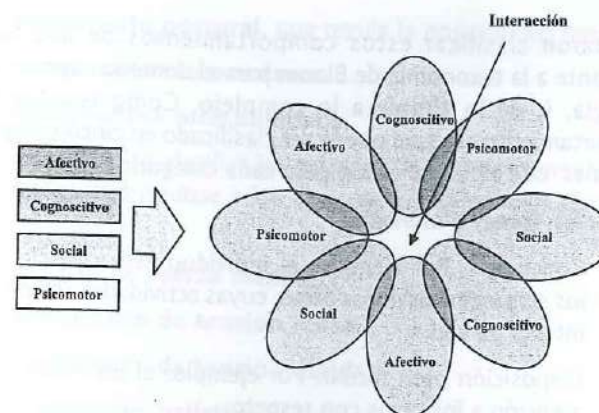 Interacción
Cognoscitivo
Afectivo
Psicomotor
Afectivo
Cognoscitivo
Social
Psicomotor
Psicomotor
Social
Social
Cognoscitivo
Afectivo